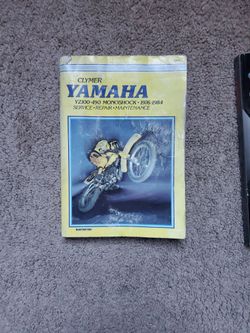 CLYMER
YAMAHA
YZ100-490 MONOSHOCK • 1976-1984
SERVICE • REPAIR • MAINTENANCE